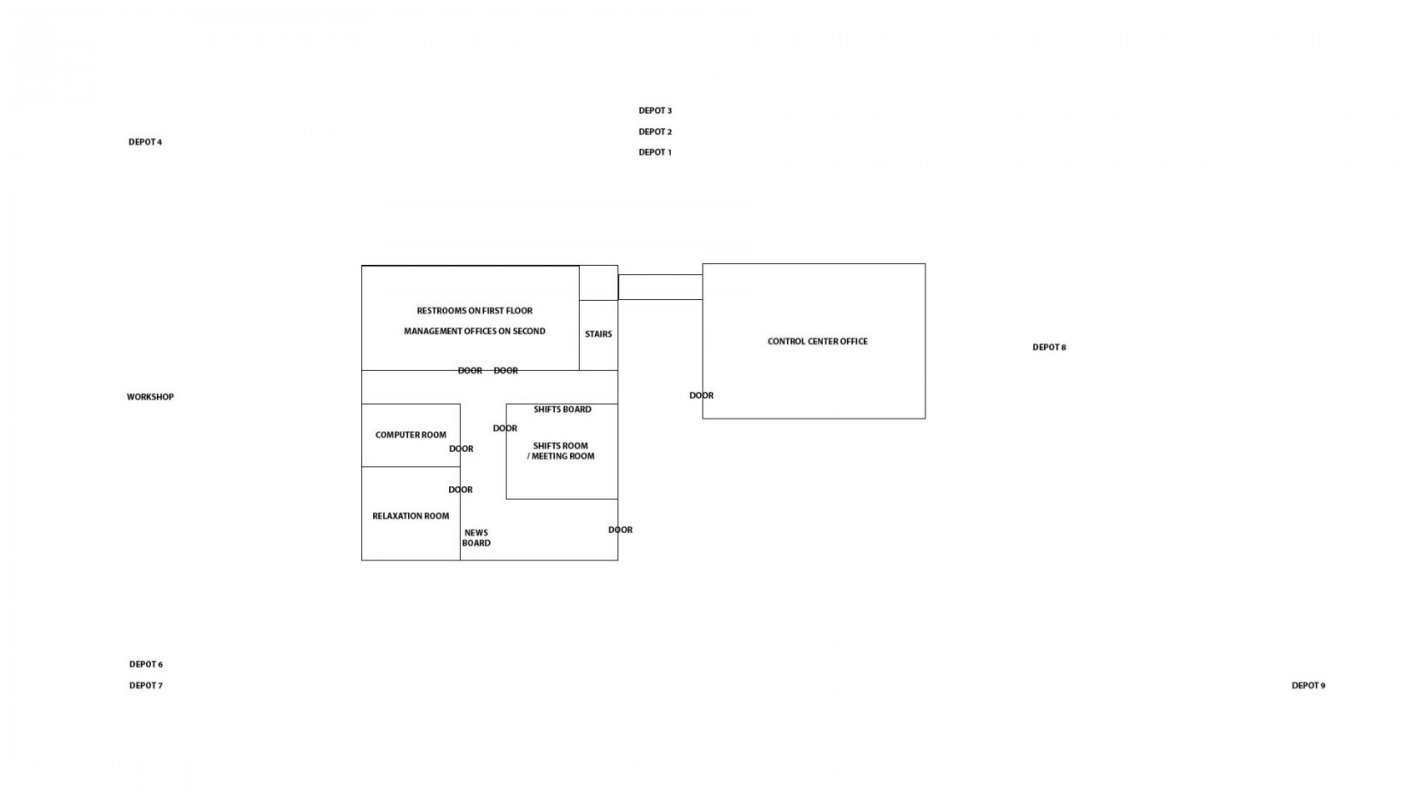 DEPOT 3
DEPOT 2
DEPOT 1
DEPOT 4
RESTROOMS ON FIRST FLOOR
MANAGEMENT OFFICES ON SECOND
STAIRS
CONTROL CENTER OFFICE
DEPOT 8
DOOR DOOR
DOOR
WORKSHOP
SHIFTS BOARD
DOOR
COMPUTER ROOM
DOOR
SHIFTS ROOM
/ MEETING ROOM
DOOR
RELAXATION ROOM
NEWS
BOARD
DOOR
DEPOT 6
DEPOT 7
DEPOT 9